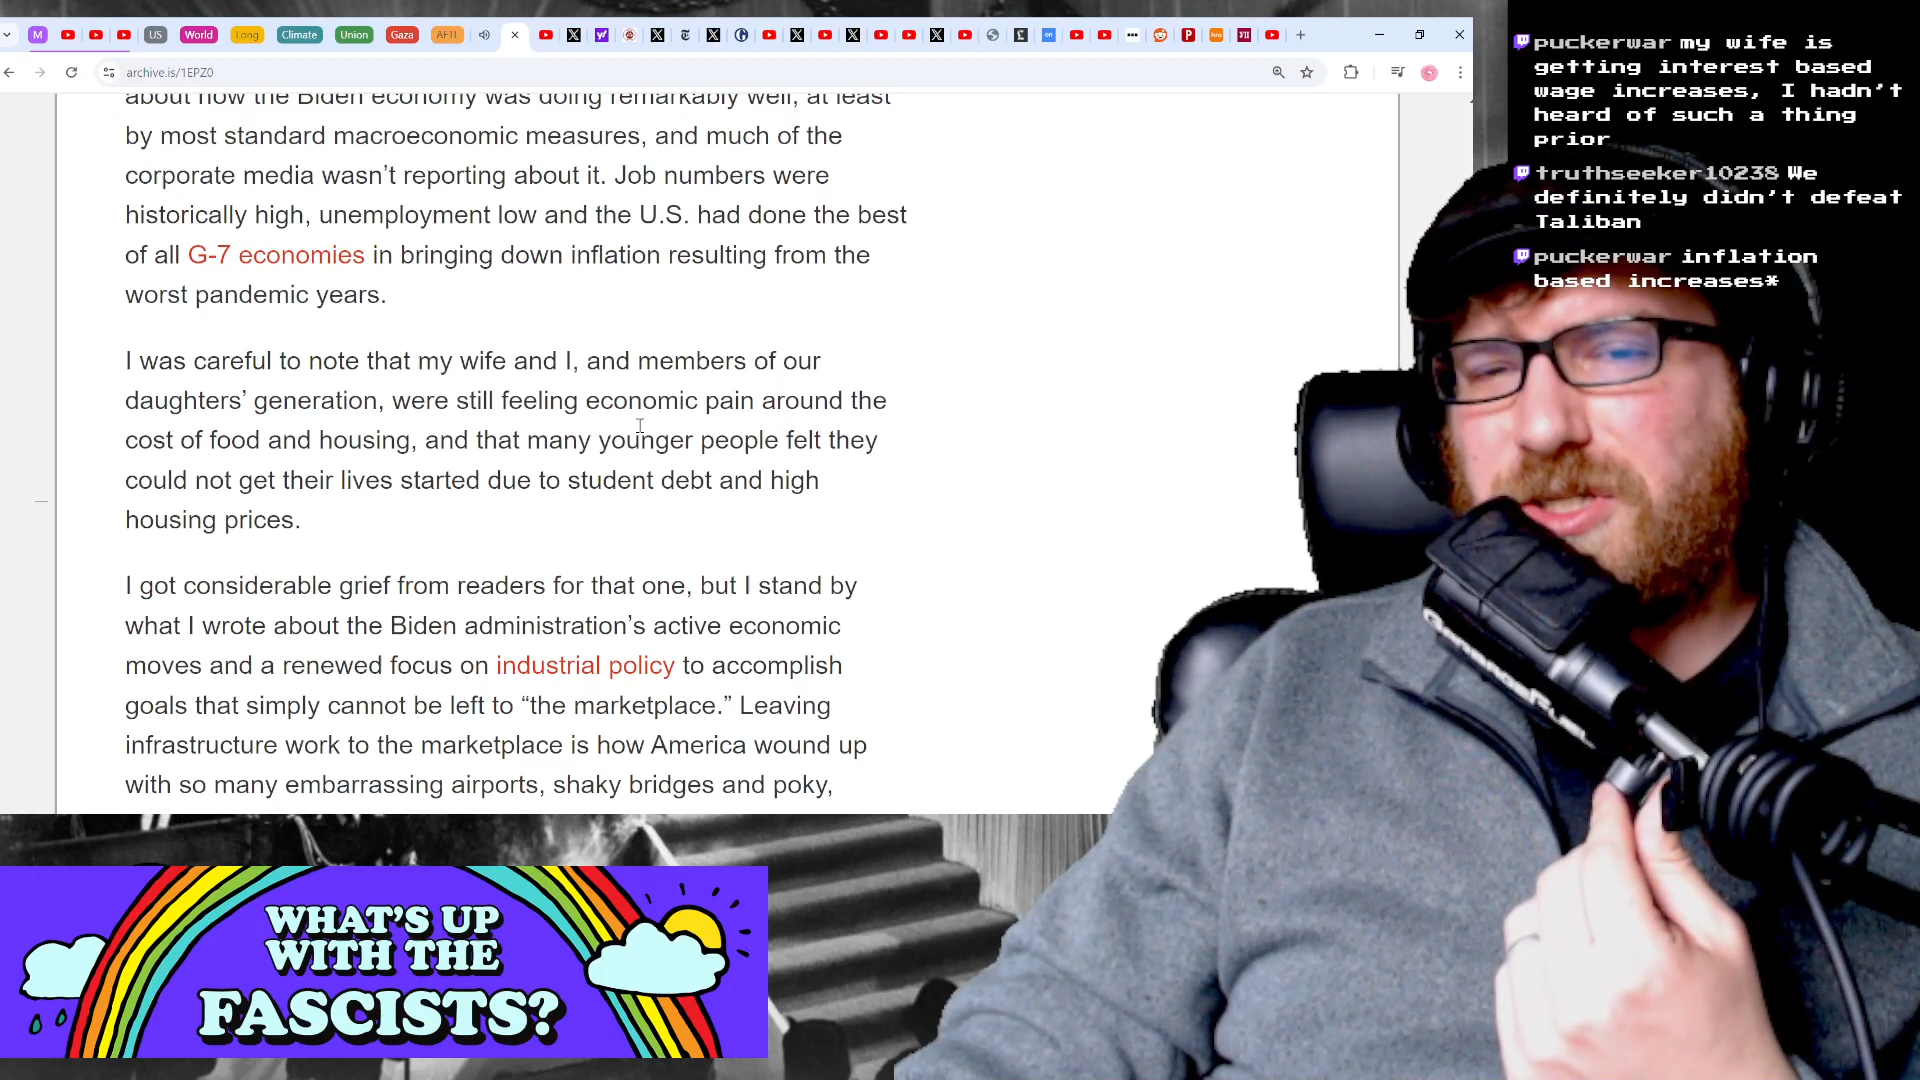 M
US
World
Long
Climate
Union
Gaza
AFTL
archive.is/1EPZ0
about how the Biden economy was doing remarkably well, at least
by most standard macroeconomic measures, and much of the
corporate media wasn’t reporting about it. Job numbers were
historically high, unemployment low and the U.S. had done the best
of all G-7 economies in bringing down inflation resulting from the
worst pandemic years.
I was careful to note that my wife and I, and members of our
daughters’ generation, were still feeling economic pain around the
cost of food and housing, and that many younger people felt they
could not get their lives started due to student debt and high
housing prices.
I got considerable grief from readers for that one, but I stand by
what I wrote about the Biden administration’s active economic
moves and a renewed focus on industrial policy to accomplish
goals that simply cannot be left to “the marketplace.” Leaving
infrastructure work to the marketplace is how America wound up
with so many embarrassing airports, shaky bridges and poky,
puckerwar my wife is
getting interest based
wage increases, I hadn't
heard of such a thing
prior
truthseeker10238 We
definitely didn't defeat
Taliban
puckerwar inflation
based increases*
WHAT'S UP
WITH THE
FASCISTS?